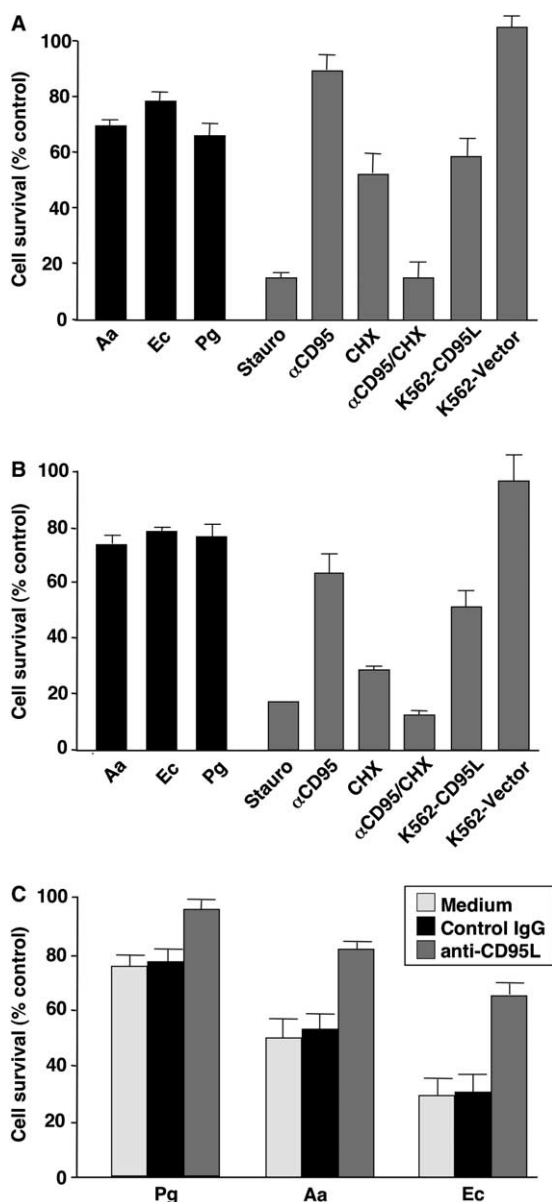 A
Cell survival (% control)
100
80
60
40
20
0
Aa
Ec
Pg
Stauro
αCD95
CHX
αCD95/CHX
K562-CD95L
K562-Vector
B
Cell survival (% control)
100
80
60
40
20
0
Aa
Ec
Pg
Stauro
αCD95
CHX
αCD95/CHX
K562-CD95L
K562-Vector
C
Cell survival (% control)
100
80
60
40
20
0
Medium
Control IgG
anti-CD95L
Pg
Aa
Ec